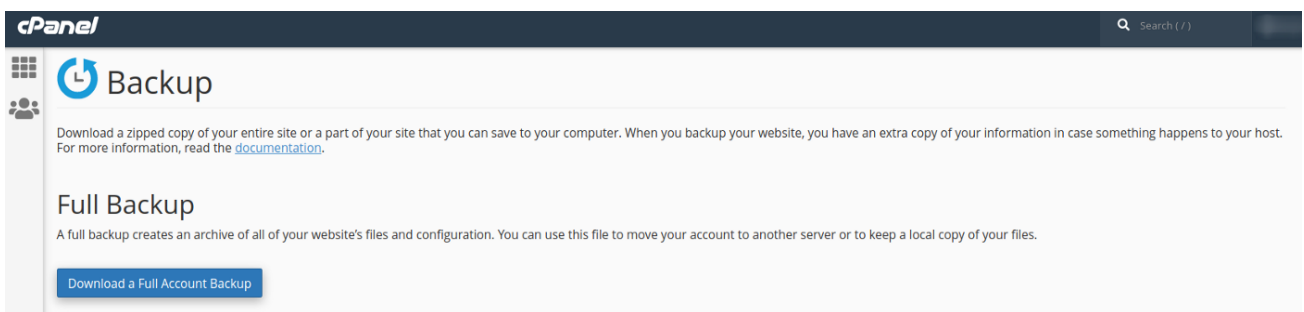 cPanel
Search ( / )
Backup
Download a zipped copy of your entire site or a part of your site that you can save to your computer. When you backup your website, you have an extra copy of your information in case something happens to your host.
For more information, read the documentation.
Full Backup
A full backup creates an archive of all of your website's files and configuration. You can use this file to move your account to another server or to keep a local copy of your files.
Download a Full Account Backup